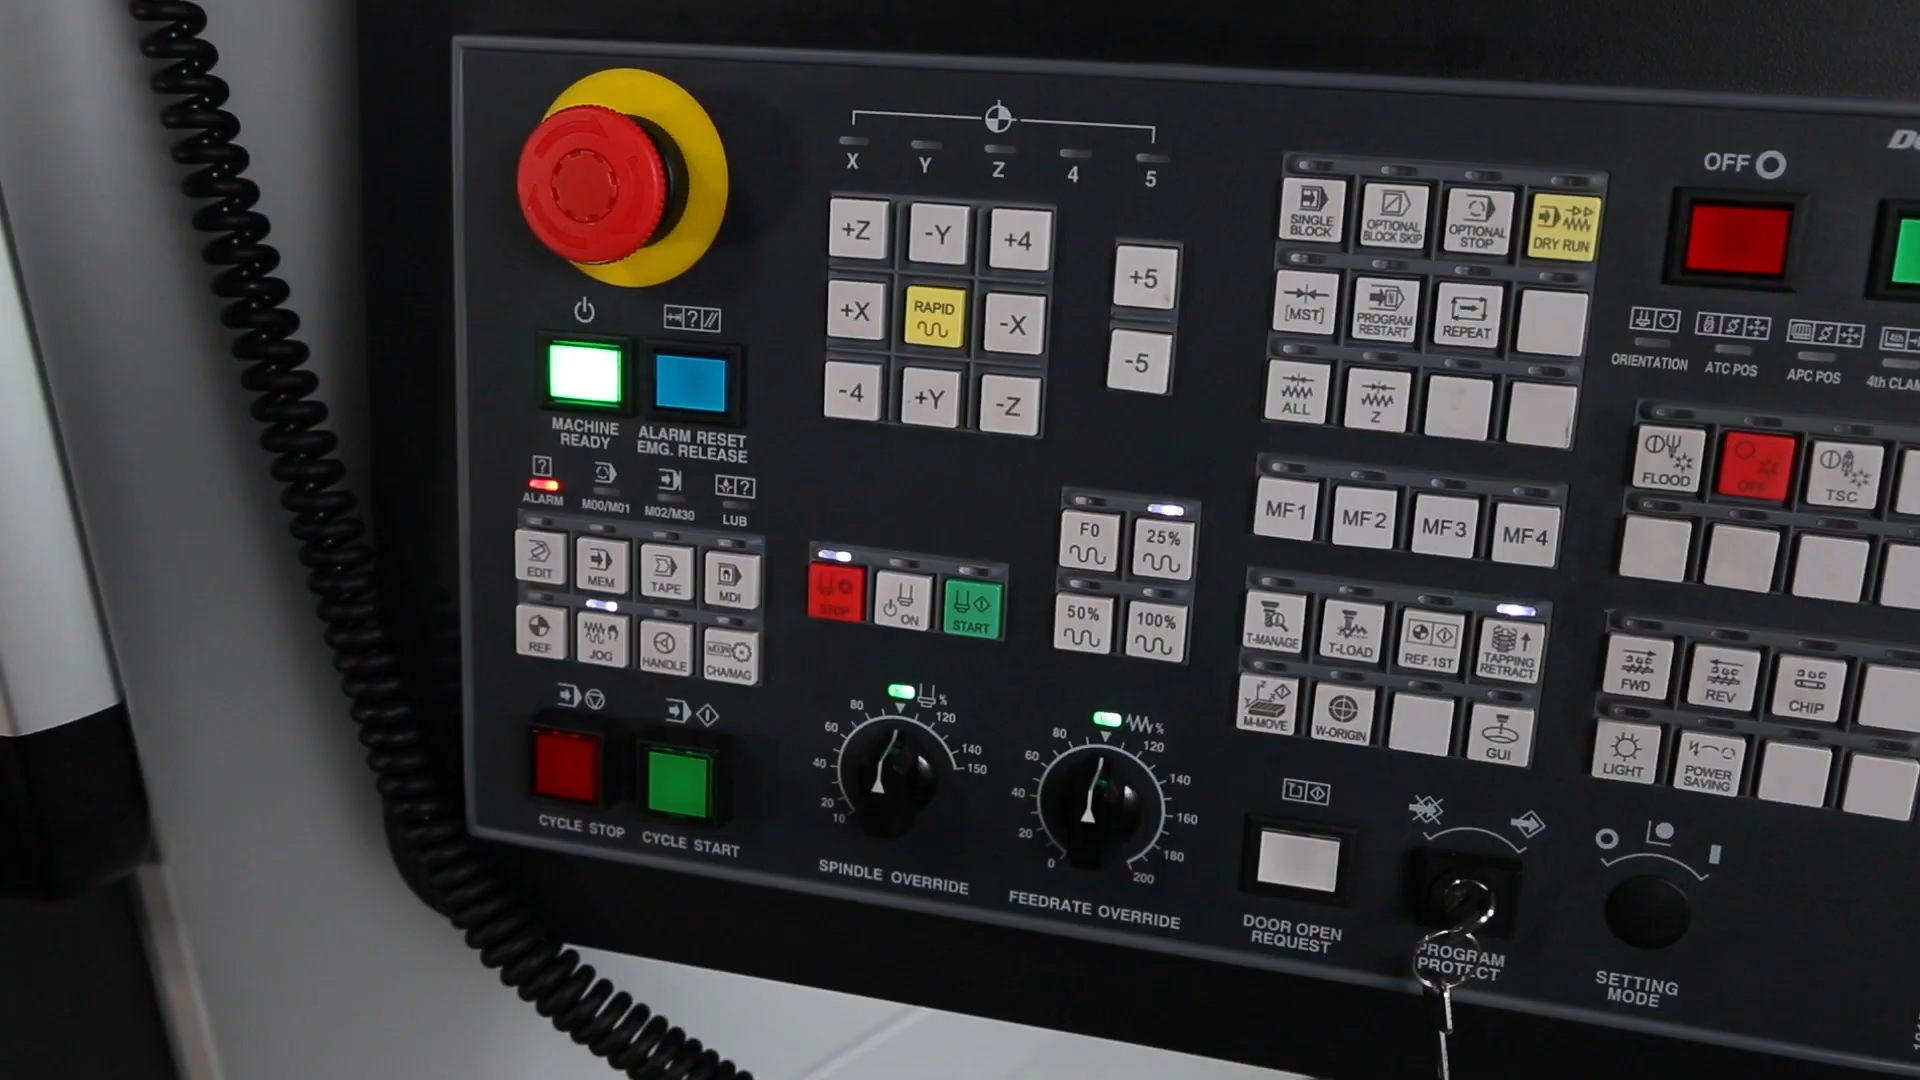 X
Y
Z
4
5
+Z
-Y
+4
+X
RAPID
-X
-4
+Y
-Z
+5
-5
SINGLE
BLOCK
OPTIONAL
BLOCK SKIP
OPTIONAL
STOP
DRY RUN
[MST]
PROGRAM
RESTART
REPEAT
ALL
Z
OFF
ORIENTATION
ATC POS
APC POS
MACHINE
READY
ALARM RESET
EMG. RELEASE
ALARM
M00/M01
M02/M30
LUB
EDIT
MEM
TAPE
MDI
REF
JOG
HANDLE
CHA/MAG
STOP
ON
START
F0
25%
50%
100%
MF1
MF2
MF3
MF4
T-MANAGE
T-LOAD
REF.1ST
TAPPING
RETRACT
M-MOVE
W-ORIGIN
GUI
FLOOD
OFF
TSC
FWD
REV
CHIP
LIGHT
POWER
SAVING
CYCLE STOP
CYCLE START
%
10
20
40
60
80
120
140
150
SPINDLE OVERRIDE
%
0
20
40
60
80
120
140
160
180
200
FEEDRATE OVERRIDE
DOOR OPEN
REQUEST
PROGRAM
PROTECT
SETTING
MODE